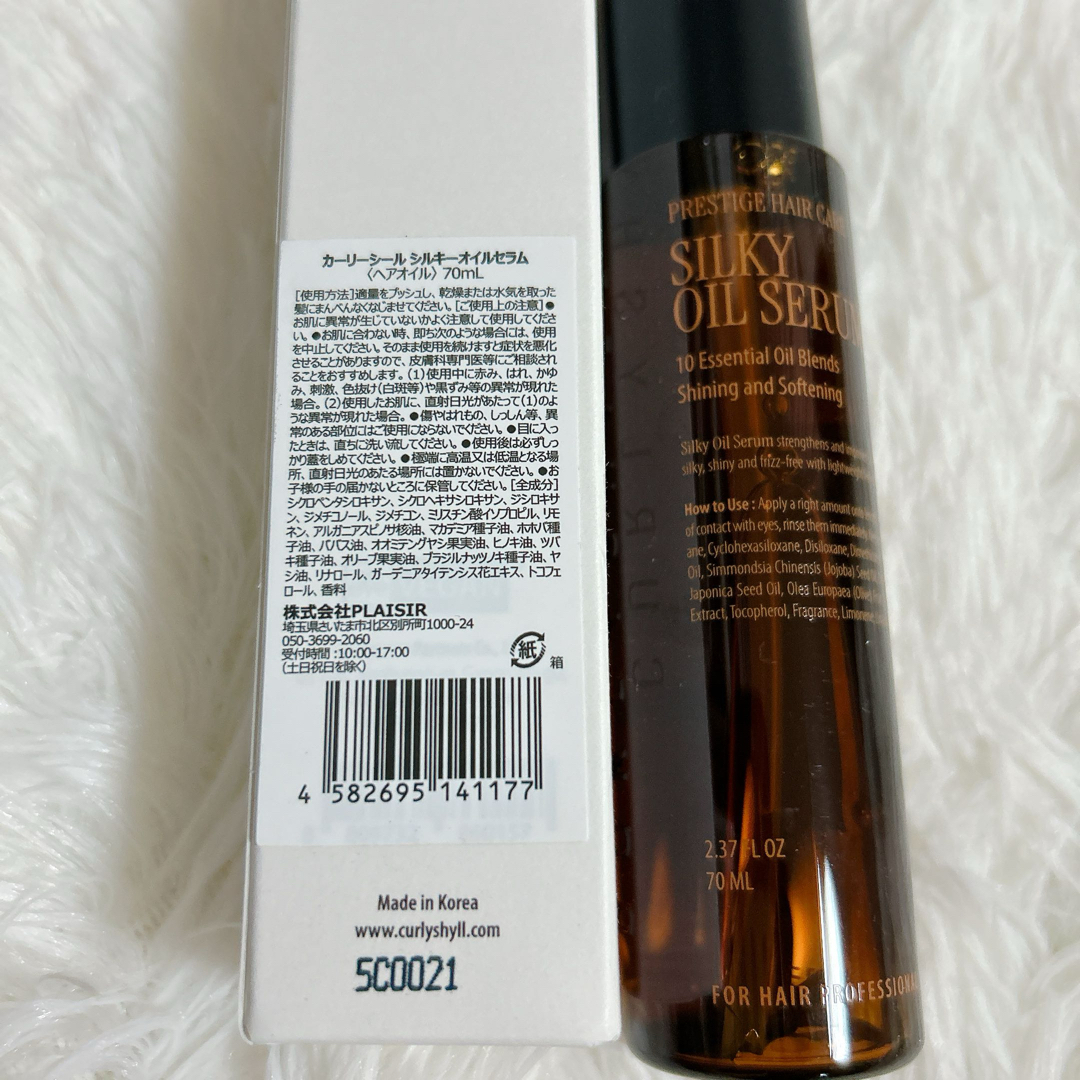 カーリーシール シルキーオイルセラム
〈ヘアオイル〉 70mL
[使用方法]適量をプッシュし、乾燥または水気を取った
髪にまんべんなくなじませてください。[ご使用上の注意]●
お肌に異常が生じていないかよく注意して使用してくださ
い。●お肌に合わない時、即ち次のような場合には、使用
を中止してください。そのまま使用を続けますと症状を悪化
させることがありますので、皮膚科専門医等にご相談され
ることをおすすめします。(1)使用中に赤み、はれ、かゆ
み、刺激、色抜け(白斑等)や黒ずみ等の異常が現れた
場合。(2)使用したお肌に、直射日光があたって(1)のよ
うな異常が現れた場合。●傷やはれもの、しっしん等、異
常のある部位にはご使用にならないでください。●目に入っ
たときは、直ちに洗い流してください。●使用後は必ずしっ
かり蓋をしめてください。●極端に高温又は低温となる場
所、直射日光のあたる場所には置かないでください。●お
子様の手の届かないところに保管してください。[全成分]
シクロペンタシロキサン、シクロヘキサシロキサン、ジシロキサ
ン、ジメチコノール、ジメチコン、ミリスチン酸イソプロピル、リモ
ネン、アルガニアスピノサ核油、マカデミア種子油、ホホバ種
子油、ババス油、オオミテングヤシ果実油、ヒノキ油、ツバ
キ種子油、オリーブ果実油、ブラジルナッツノキ種子油、ヤ
シ油、リナロール、ガーデニアタイテンシス花エキス、トコフェ
ロール、香料
株式会社PLAISIR
埼玉県さいたま市北区別所町1000-24
050-3699-2060
受付時間:10:00-17:00
(土日祝日を除く)
紙 箱
4 582695 141177
Made in Korea
www.curlyshyll.com
5C0021
PRESTIGE HAIR CAR
SILKY
OIL SERUM
10 Essential Oil Blends
Shining and Softening
Silky Oil Serum strengthens and
silky, shiny and frizz-free with lightweight
How to Use : Apply a right amount
of contact with eyes, rinse them immediately
ane, Cyclohexasiloxane, Disiloxane,
Oil, Simmondsia Chinensis (Jojoba) Seed
Japonica Seed Oil, Olea Europaea (Olive)
Extract, Tocopherol, Fragrance, Limonene
2.37 FL OZ
70 ML
FOR HAIR PROFESSIONA